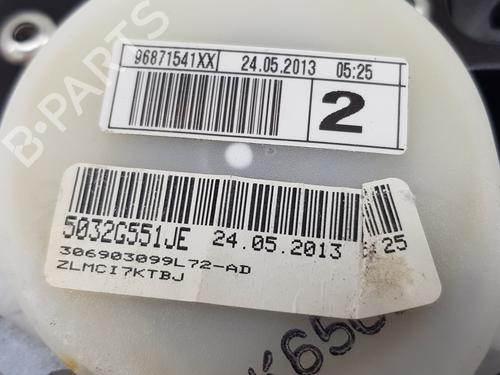 96871541XX 24.05.2013 05:25
2
5032G551JE 24.05.2013 :25
306903099L72-AD
ZLMCI7KTBJ
B-PARTS